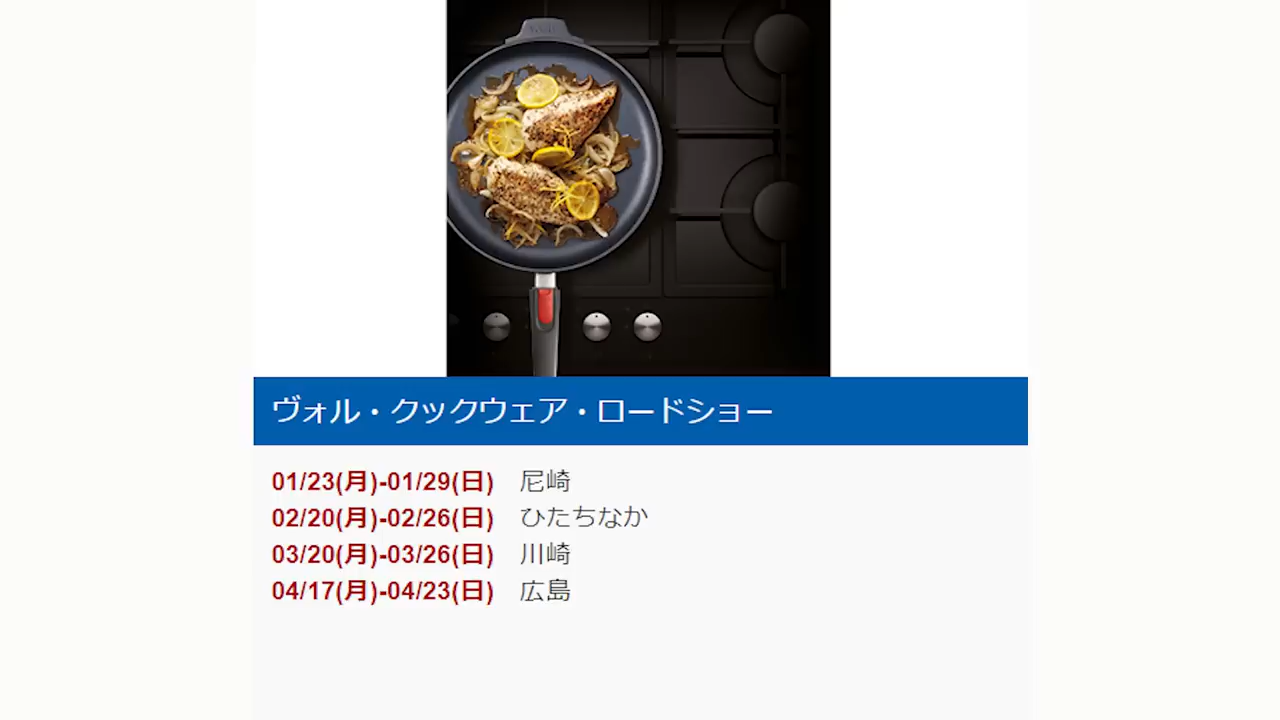 ヴォル・クックウェア・ロードショー
01/23(月)-01/29(日) 尼崎
02/20(月)-02/26(日) ひたちなか
03/20(月)-03/26(日) 川崎
04/17(月)-04/23(日) 広島